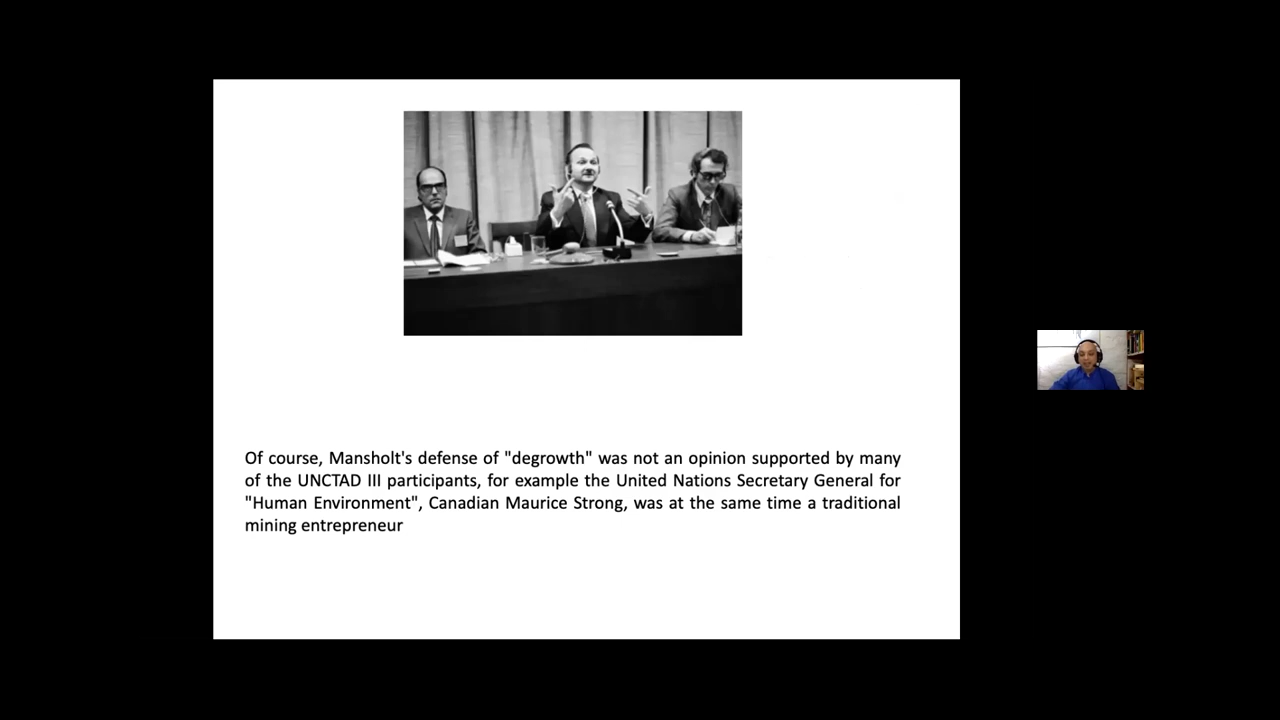 Of course, Mansholt's defense of "degrowth" was not an opinion supported by many
of the UNCTAD III participants, for example the United Nations Secretary General for
"Human Environment", Canadian Maurice Strong, was at the same time a traditional
mining entrepreneur